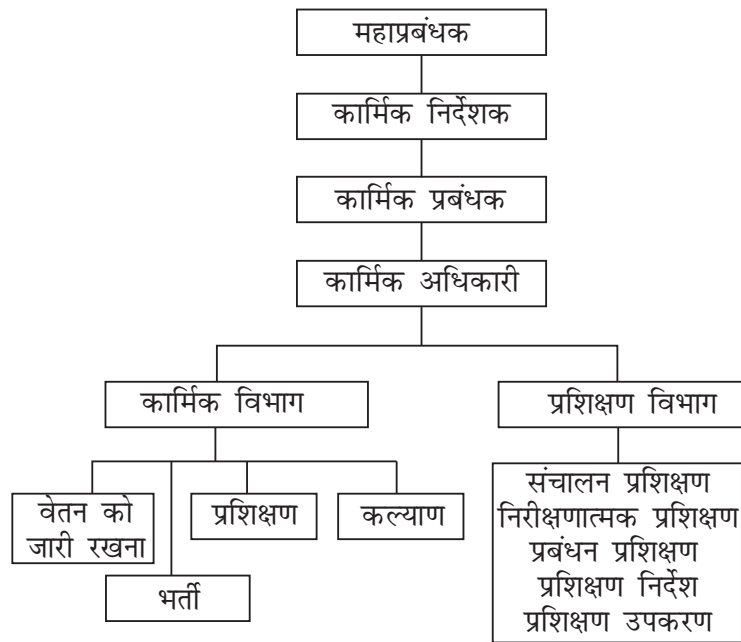 महाप्रबंधक
कार्मिक निर्देशक
कार्मिक प्रबंधक
कार्मिक अधिकारी
कार्मिक विभाग
प्रशिक्षण विभाग
वेतन को
जारी रखना
भर्ती
प्रशिक्षण
कल्याण
संचालन प्रशिक्षण
निरीक्षणात्मक प्रशिक्षण
प्रबंधन प्रशिक्षण
प्रशिक्षण निर्देश
प्रशिक्षण उपकरण